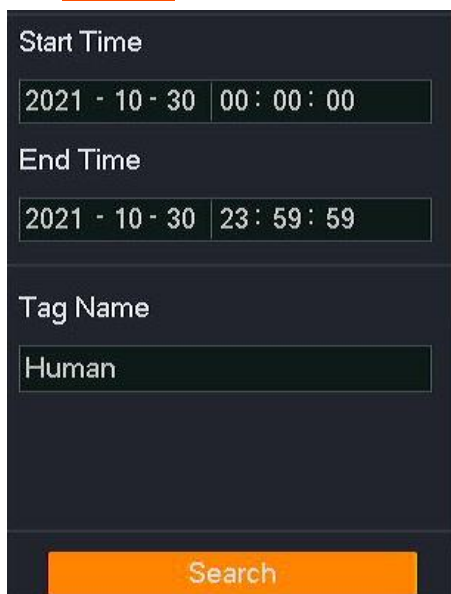 Start Time
2021 - 10 - 30 00 : 00 : 00
End Time
2021 - 10 - 30 23 : 59 : 59
Tag Name
Human
Search